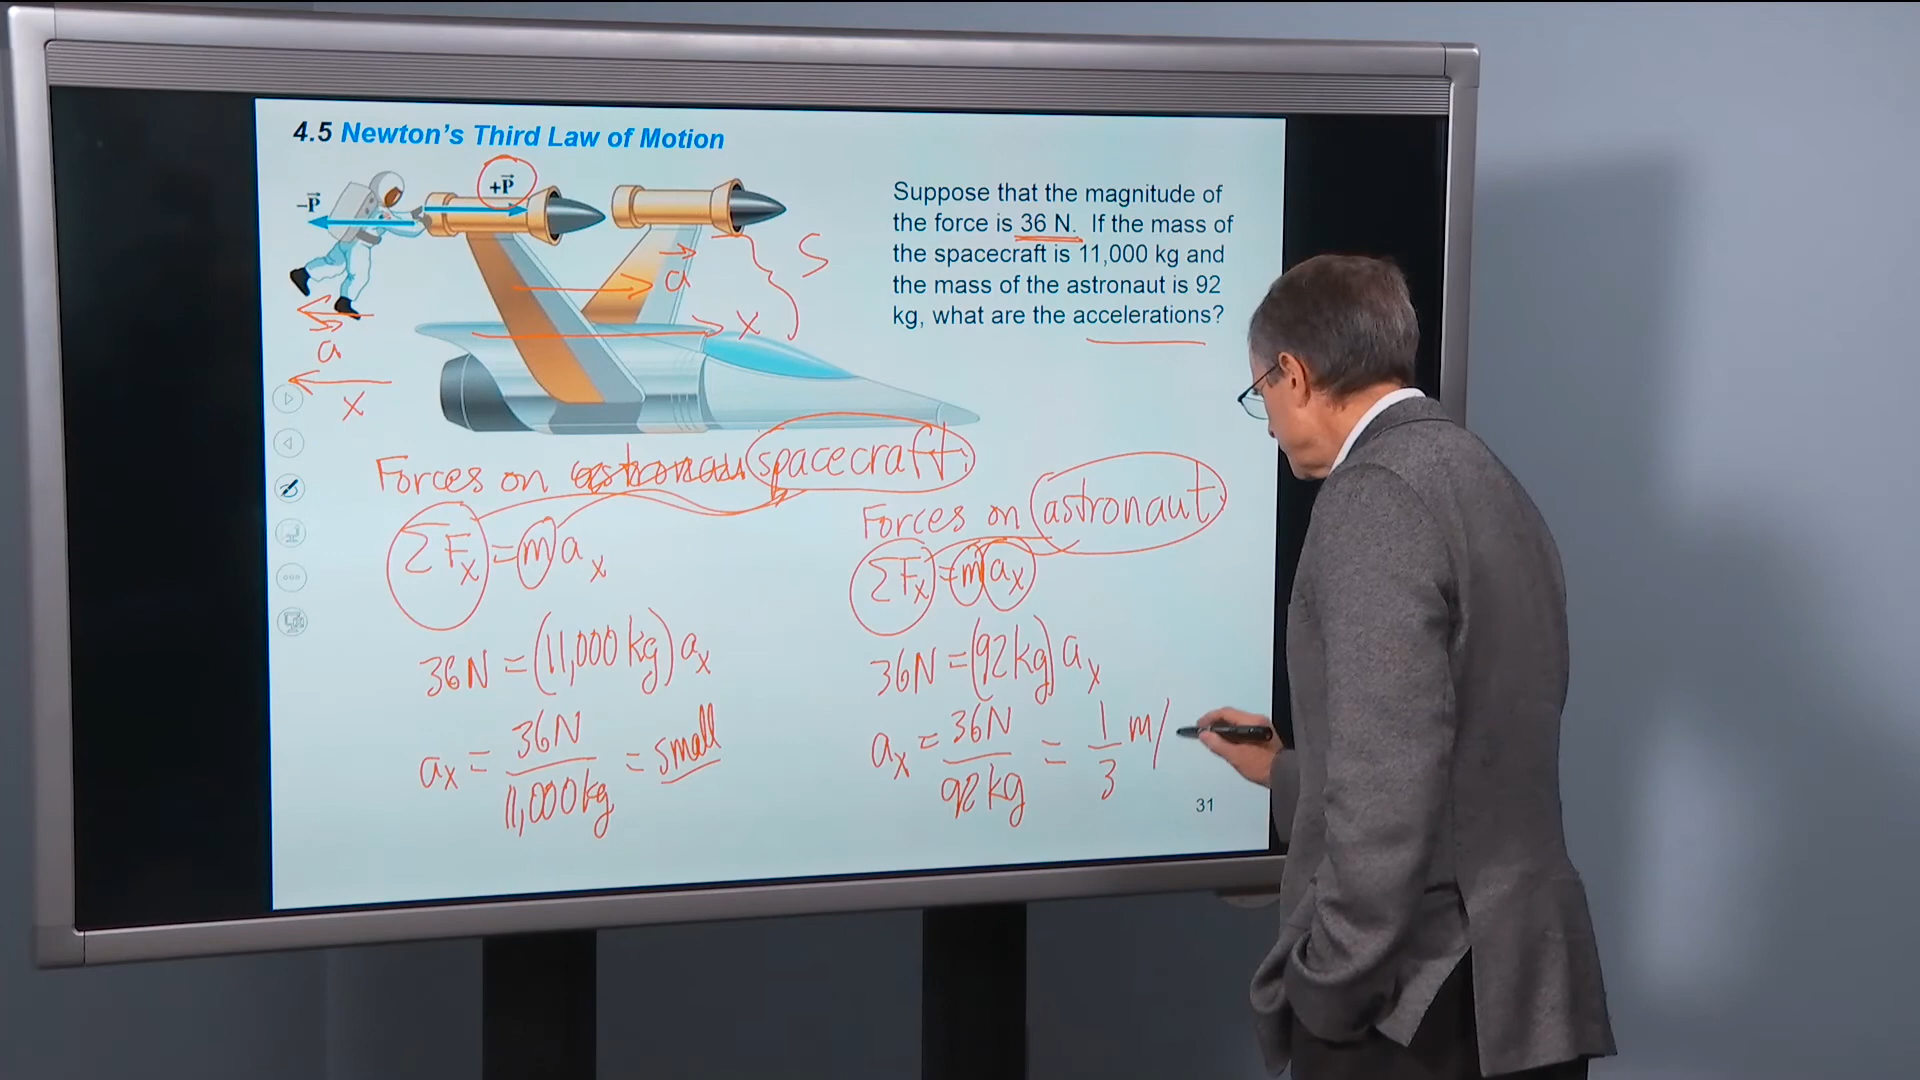 4.5 Newton's Third Law of Motion
−P⃗
+P⃗
Suppose that the magnitude of
the force is 36 N. If the mass of
the spacecraft is 11,000 kg and
the mass of the astronaut is 92
kg, what are the accelerations?
S
a⃗
x
a⃗
x
Forces on spacecraft
ΣFx = m ax
36N = (11,000 kg) ax
ax = 36N / 11,000 kg = small
Forces on astronaut
ΣFx = m ax
36N = (92 kg) ax
ax = 36N / 92 kg = 1/3 m/
31